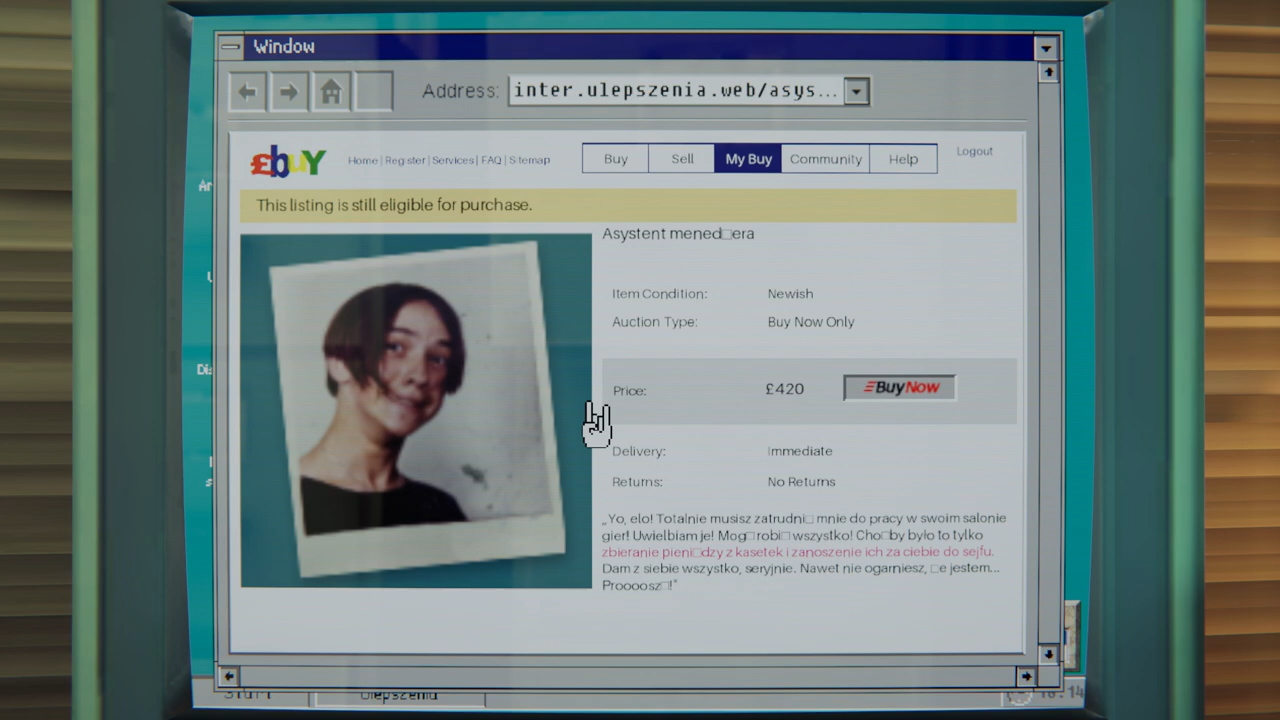 Window
Address: inter.ulepszenia.web/asys...
£buY Home | Register | Services | FAQ | Sitemap Buy Sell My Buy Community Help Logout
This listing is still eligible for purchase.
Asystent mened□era
Item Condition: Newish
Auction Type: Buy Now Only
Price: £420 BuyNow
Delivery: Immediate
Returns: No Returns
„Yo, elo! Totalnie musisz zatrudni□ mnie do pracy w swoim salonie
gier! Uwielbiam je! Mog□ robi□ wszystko! Cho□by było to tylko
zbieranie pieni□dzy z kasetek i zanoszenie ich za ciebie do sejfu.
Dam z siebie wszystko, seryjnie. Nawet nie ogarniesz, □e jestem...
Prooooosz□!"